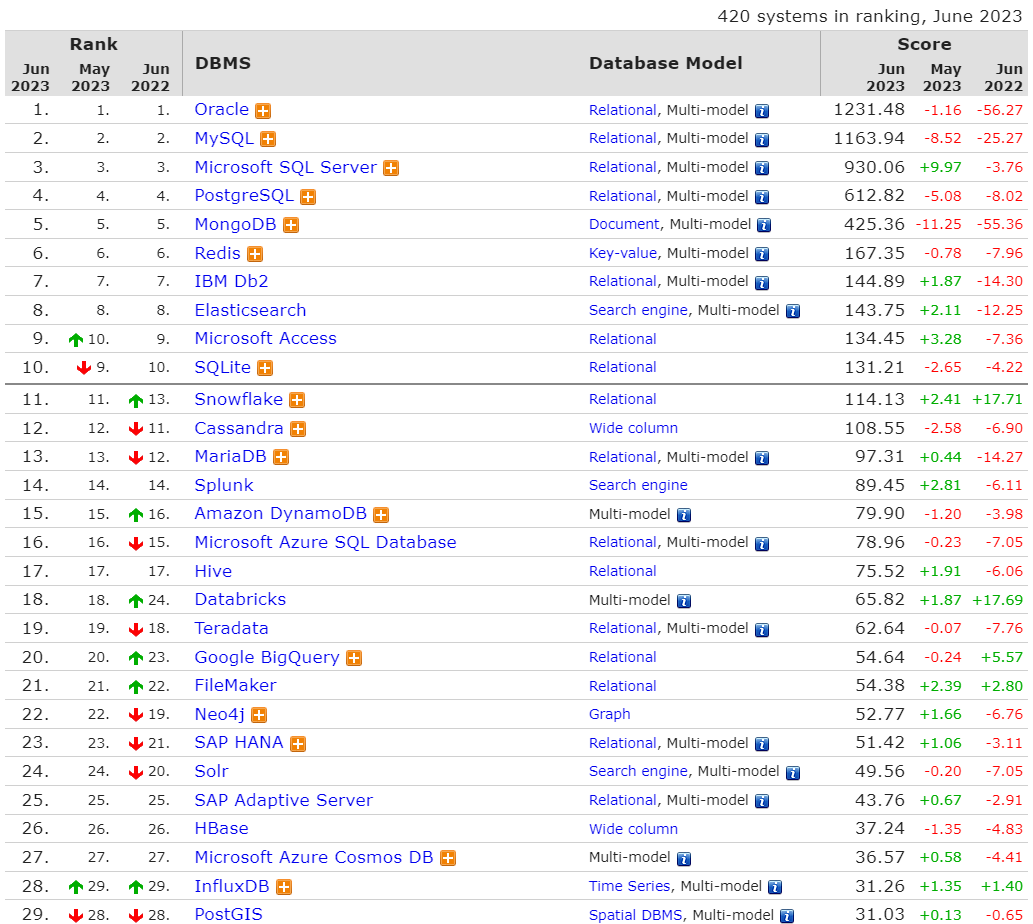 420 systems in ranking, June 2023
Rank DBMS Database Model Score
Jun 2023 May 2023 Jun 2022 Jun 2023 May 2023 Jun 2022
1. 1. 1. Oracle Relational, Multi-model 1231.48 -1.16 -56.27
2. 2. 2. MySQL Relational, Multi-model 1163.94 -8.52 -25.27
3. 3. 3. Microsoft SQL Server Relational, Multi-model 930.06 +9.97 -3.76
4. 4. 4. PostgreSQL Relational, Multi-model 612.82 -5.08 -8.02
5. 5. 5. MongoDB Document, Multi-model 425.36 -11.25 -55.36
6. 6. 6. Redis Key-value, Multi-model 167.35 -0.78 -7.96
7. 7. 7. IBM Db2 Relational, Multi-model 144.89 +1.87 -14.30
8. 8. 8. Elasticsearch Search engine, Multi-model 143.75 +2.11 -12.25
9. 10. 9. Microsoft Access Relational 134.45 +3.28 -7.36
10. 9. 10. SQLite Relational 131.21 -2.65 -4.22
11. 11. 13. Snowflake Relational 114.13 +2.41 +17.71
12. 12. 11. Cassandra Wide column 108.55 -2.58 -6.90
13. 13. 12. MariaDB Relational, Multi-model 97.31 +0.44 -14.27
14. 14. 14. Splunk Search engine 89.45 +2.81 -6.11
15. 15. 16. Amazon DynamoDB Multi-model 79.90 -1.20 -3.98
16. 16. 15. Microsoft Azure SQL Database Relational, Multi-model 78.96 -0.23 -7.05
17. 17. 17. Hive Relational 75.52 +1.91 -6.06
18. 18. 24. Databricks Multi-model 65.82 +1.87 +17.69
19. 19. 18. Teradata Relational, Multi-model 62.64 -0.07 -7.76
20. 20. 23. Google BigQuery Relational 54.64 -0.24 +5.57
21. 21. 22. FileMaker Relational 54.38 +2.39 +2.80
22. 22. 19. Neo4j Graph 52.77 +1.66 -6.76
23. 23. 21. SAP HANA Relational, Multi-model 51.42 +1.06 -3.11
24. 24. 20. Solr Search engine, Multi-model 49.56 -0.20 -7.05
25. 25. 25. SAP Adaptive Server Relational, Multi-model 43.76 +0.67 -2.91
26. 26. 26. HBase Wide column 37.24 -1.35 -4.83
27. 27. 27. Microsoft Azure Cosmos DB Multi-model 36.57 +0.58 -4.41
28. 29. 29. InfluxDB Time Series, Multi-model 31.26 +1.35 +1.40
29. 28. 28. PostGIS Spatial DBMS, Multi-model 31.03 +0.13 -0.65